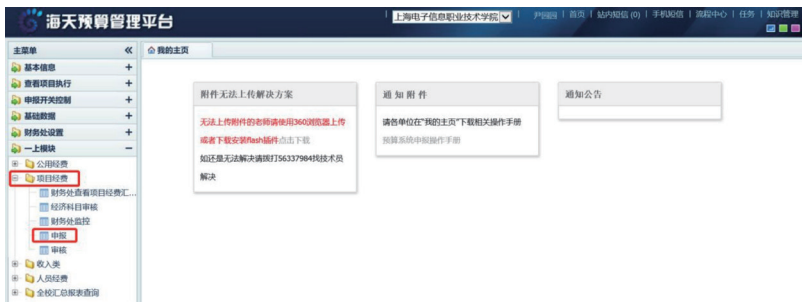 海天预算管理平台
上海电子信息职业技术学院
尹园园 | 首页 | 站内短信 (0) | 手机短信 | 流程中心 | 任务 | 知识管理
主菜单
我的主页
基本信息
查看项目执行
申报开关控制
基础数据
财务处设置
一上模块
公用经费
项目经费
财务处查看项目经费汇...
经济科目审核
财务处监控
申报
审核
收入类
人员经费
全校汇总报表查询
附件无法上传解决方案
无法上传附件的老师请使用360浏览器上传
或者下载安装flash插件点击下载
如还是无法解决请拨打56337984找技术员
解决
通知附件
请各单位在"我的主页"下载相关操作手册
预算系统申报操作手册
通知公告